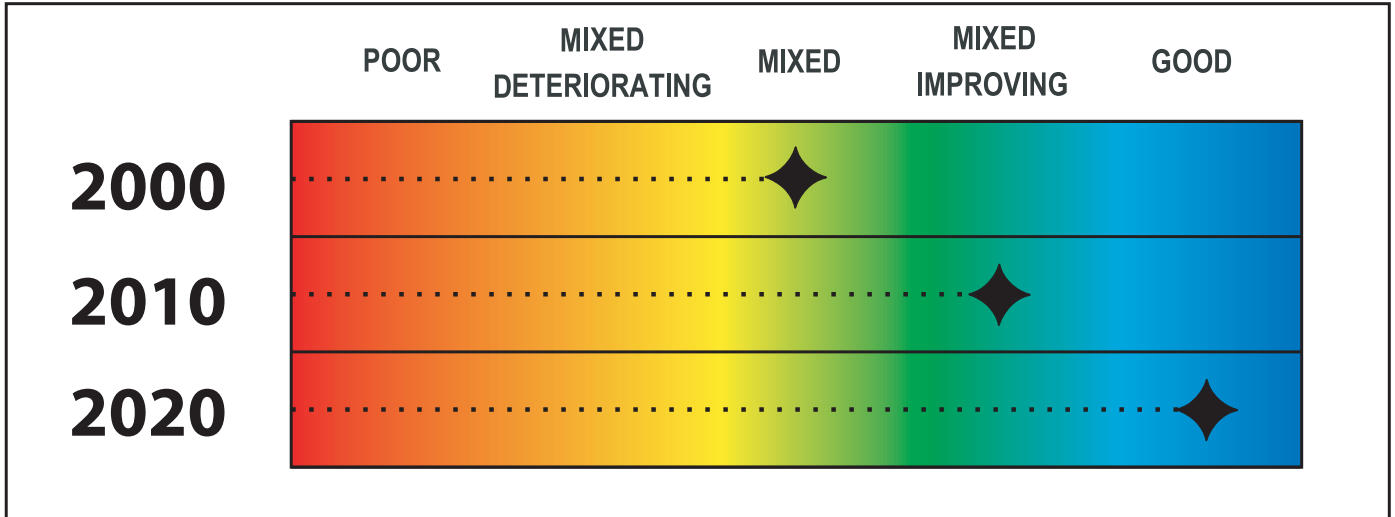 POOR
MIXED
DETERIORATING
MIXED
MIXED
IMPROVING
GOOD
2000
2010
2020